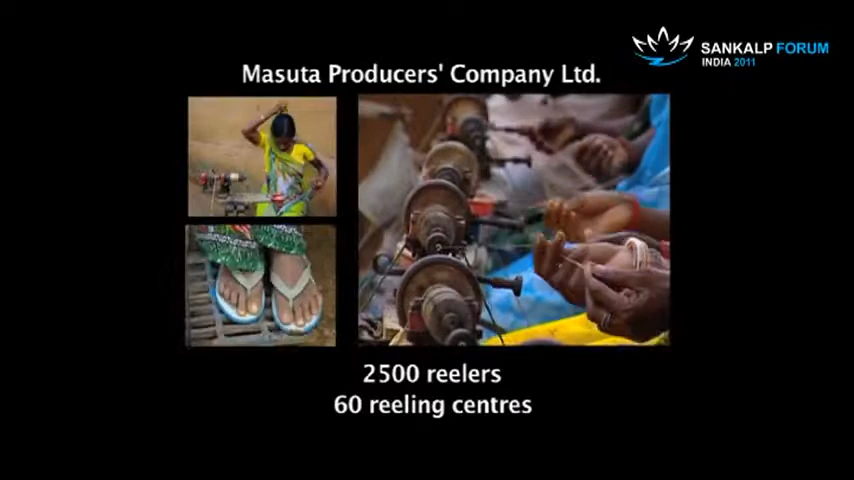 SANKALP FORUM
INDIA 2011
Masuta Producers' Company Ltd.
2500 reelers
60 reeling centres